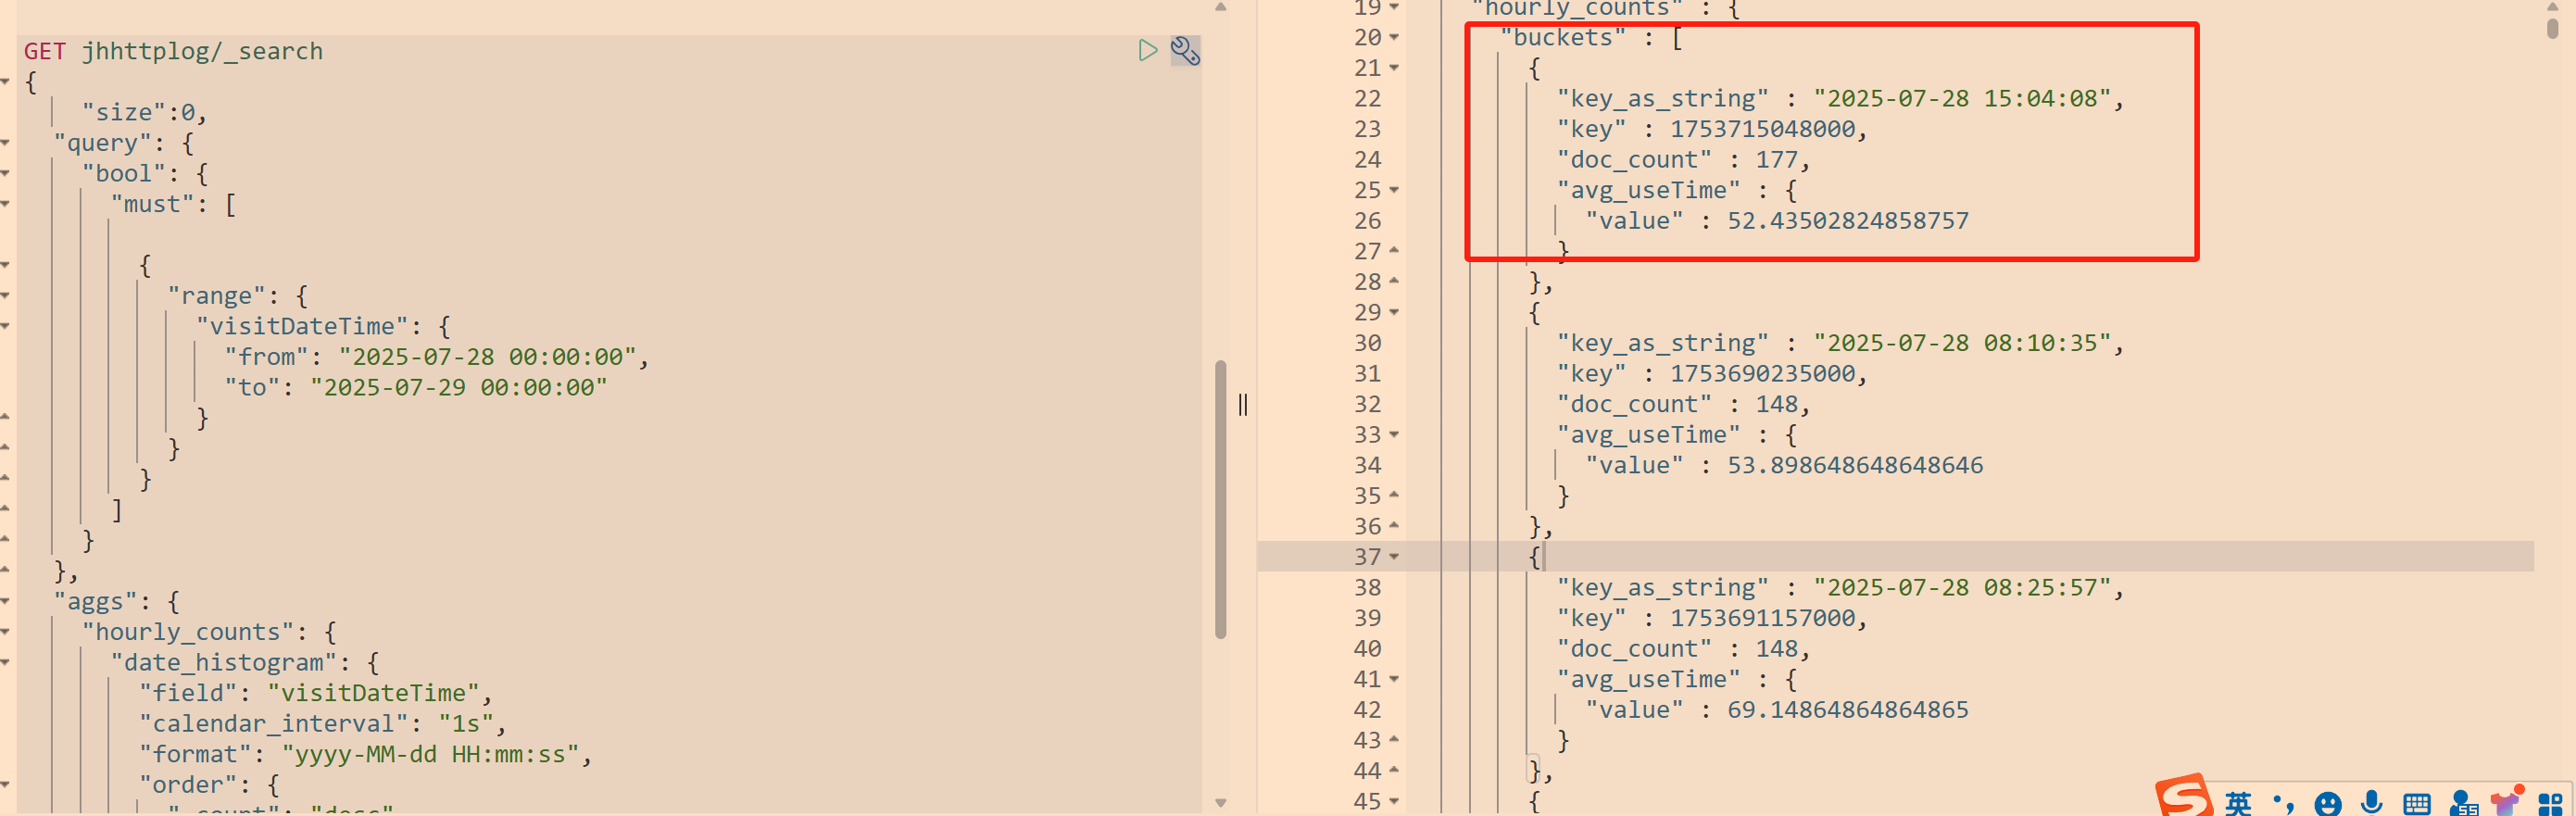 GET jhhttplog/_search
{
"size":0,
"query": {
"bool": {
"must": [
{
"range": {
"visitDateTime": {
"from": "2025-07-28 00:00:00",
"to": "2025-07-29 00:00:00"
}
}
}
]
}
},
"aggs": {
"hourly_counts": {
"date_histogram": {
"field": "visitDateTime",
"calendar_interval": "1s",
"format": "yyyy-MM-dd HH:mm:ss",
"order": {
"_count": "desc"
19 "hourly_counts" : {
20 "buckets" : [
21 {
22 "key_as_string" : "2025-07-28 15:04:08",
23 "key" : 1753715048000,
24 "doc_count" : 177,
25 "avg_useTime" : {
26 "value" : 52.43502824858757
27 }
28 },
29 {
30 "key_as_string" : "2025-07-28 08:10:35",
31 "key" : 1753690235000,
32 "doc_count" : 148,
33 "avg_useTime" : {
34 "value" : 53.898648648648646
35 }
36 },
37 {
38 "key_as_string" : "2025-07-28 08:25:57",
39 "key" : 1753691157000,
40 "doc_count" : 148,
41 "avg_useTime" : {
42 "value" : 69.14864864864865
43 }
44 },
45 {
英